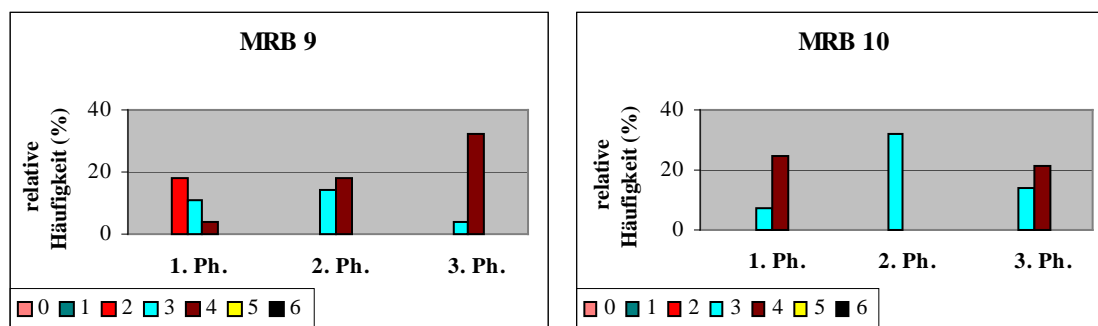 MRB 9
relative
Häufigkeit (%)
40
20
0
1. Ph.
2. Ph.
3. Ph.
0 1 2 3 4 5 6
MRB 10
relative
Häufigkeit (%)
40
20
0
1. Ph.
2. Ph.
3. Ph.
0 1 2 3 4 5 6